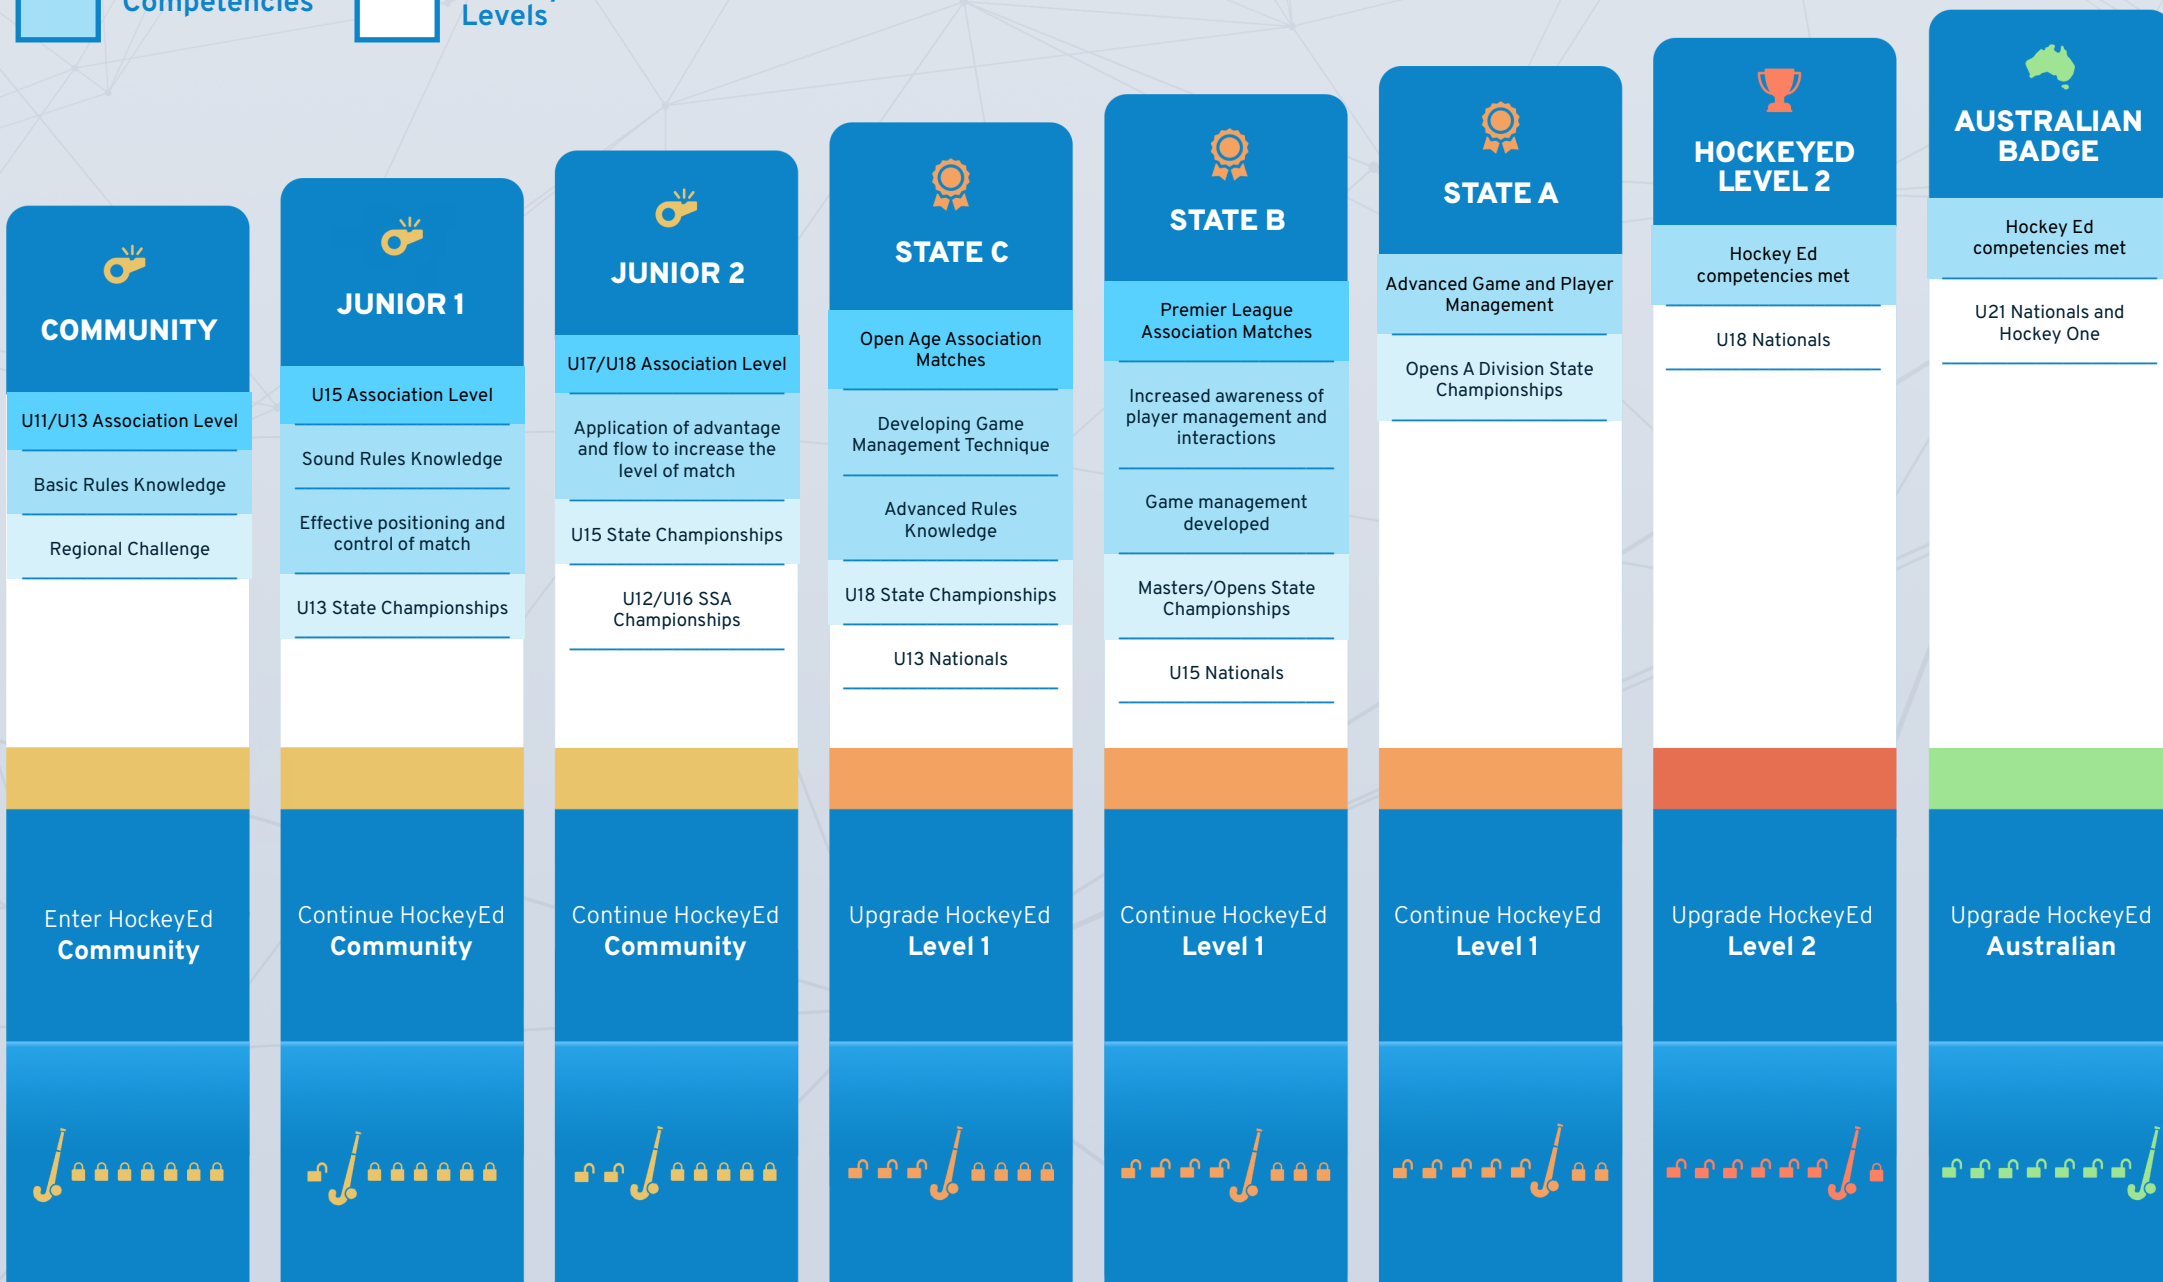 Competencies
Levels
COMMUNITY
U11/U13 Association Level
Basic Rules Knowledge
Regional Challenge
Enter HockeyEd
Community
JUNIOR 1
U15 Association Level
Sound Rules Knowledge
Effective positioning and
control of match
U13 State Championships
Continue HockeyEd
Community
JUNIOR 2
U17/U18 Association Level
Application of advantage
and flow to increase the
level of match
U15 State Championships
U12/U16 SSA
Championships
Continue HockeyEd
Community
STATE C
Open Age Association
Matches
Developing Game
Management Technique
Advanced Rules
Knowledge
U18 State Championships
U13 Nationals
Upgrade HockeyEd
Level 1
STATE B
Premier League
Association Matches
Increased awareness of
player management and
interactions
Game management
developed
Masters/Opens State
Championships
U15 Nationals
Continue HockeyEd
Level 1
STATE A
Advanced Game and Player
Management
Opens A Division State
Championships
Continue HockeyEd
Level 1
HOCKEYED
LEVEL 2
Hockey Ed
competencies met
U18 Nationals
Upgrade HockeyEd
Level 2
AUSTRALIAN
BADGE
Hockey Ed
competencies met
U21 Nationals and
Hockey One
Upgrade HockeyEd
Australian